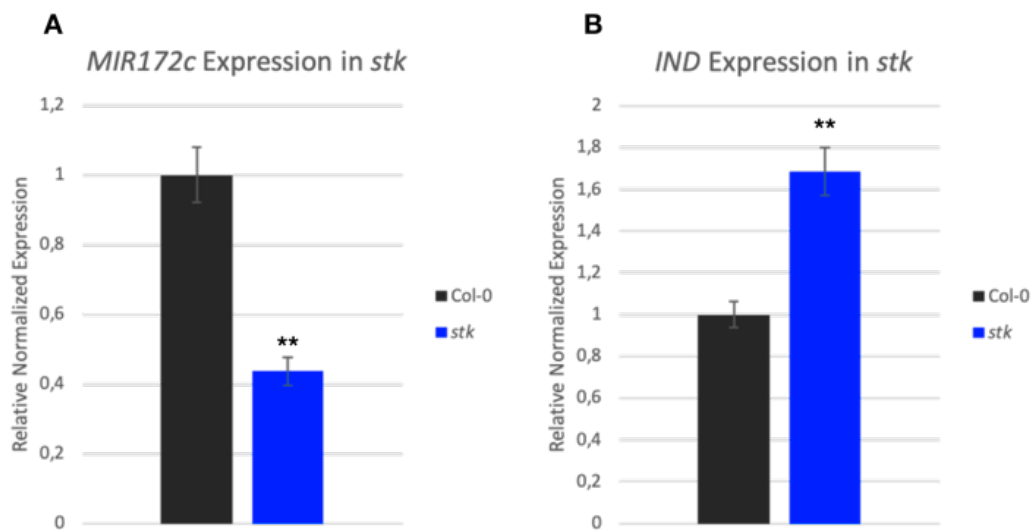 A
MIR172c Expression in stk
Relative Normalized Expression
1,2
1
0,8
0,6
0,4
0,2
0
**
Col-0
stk
B
IND Expression in stk
Relative Normalized Expression
2
1,8
1,6
1,4
1,2
1
0,8
0,6
0,4
0,2
0
**
Col-0
stk